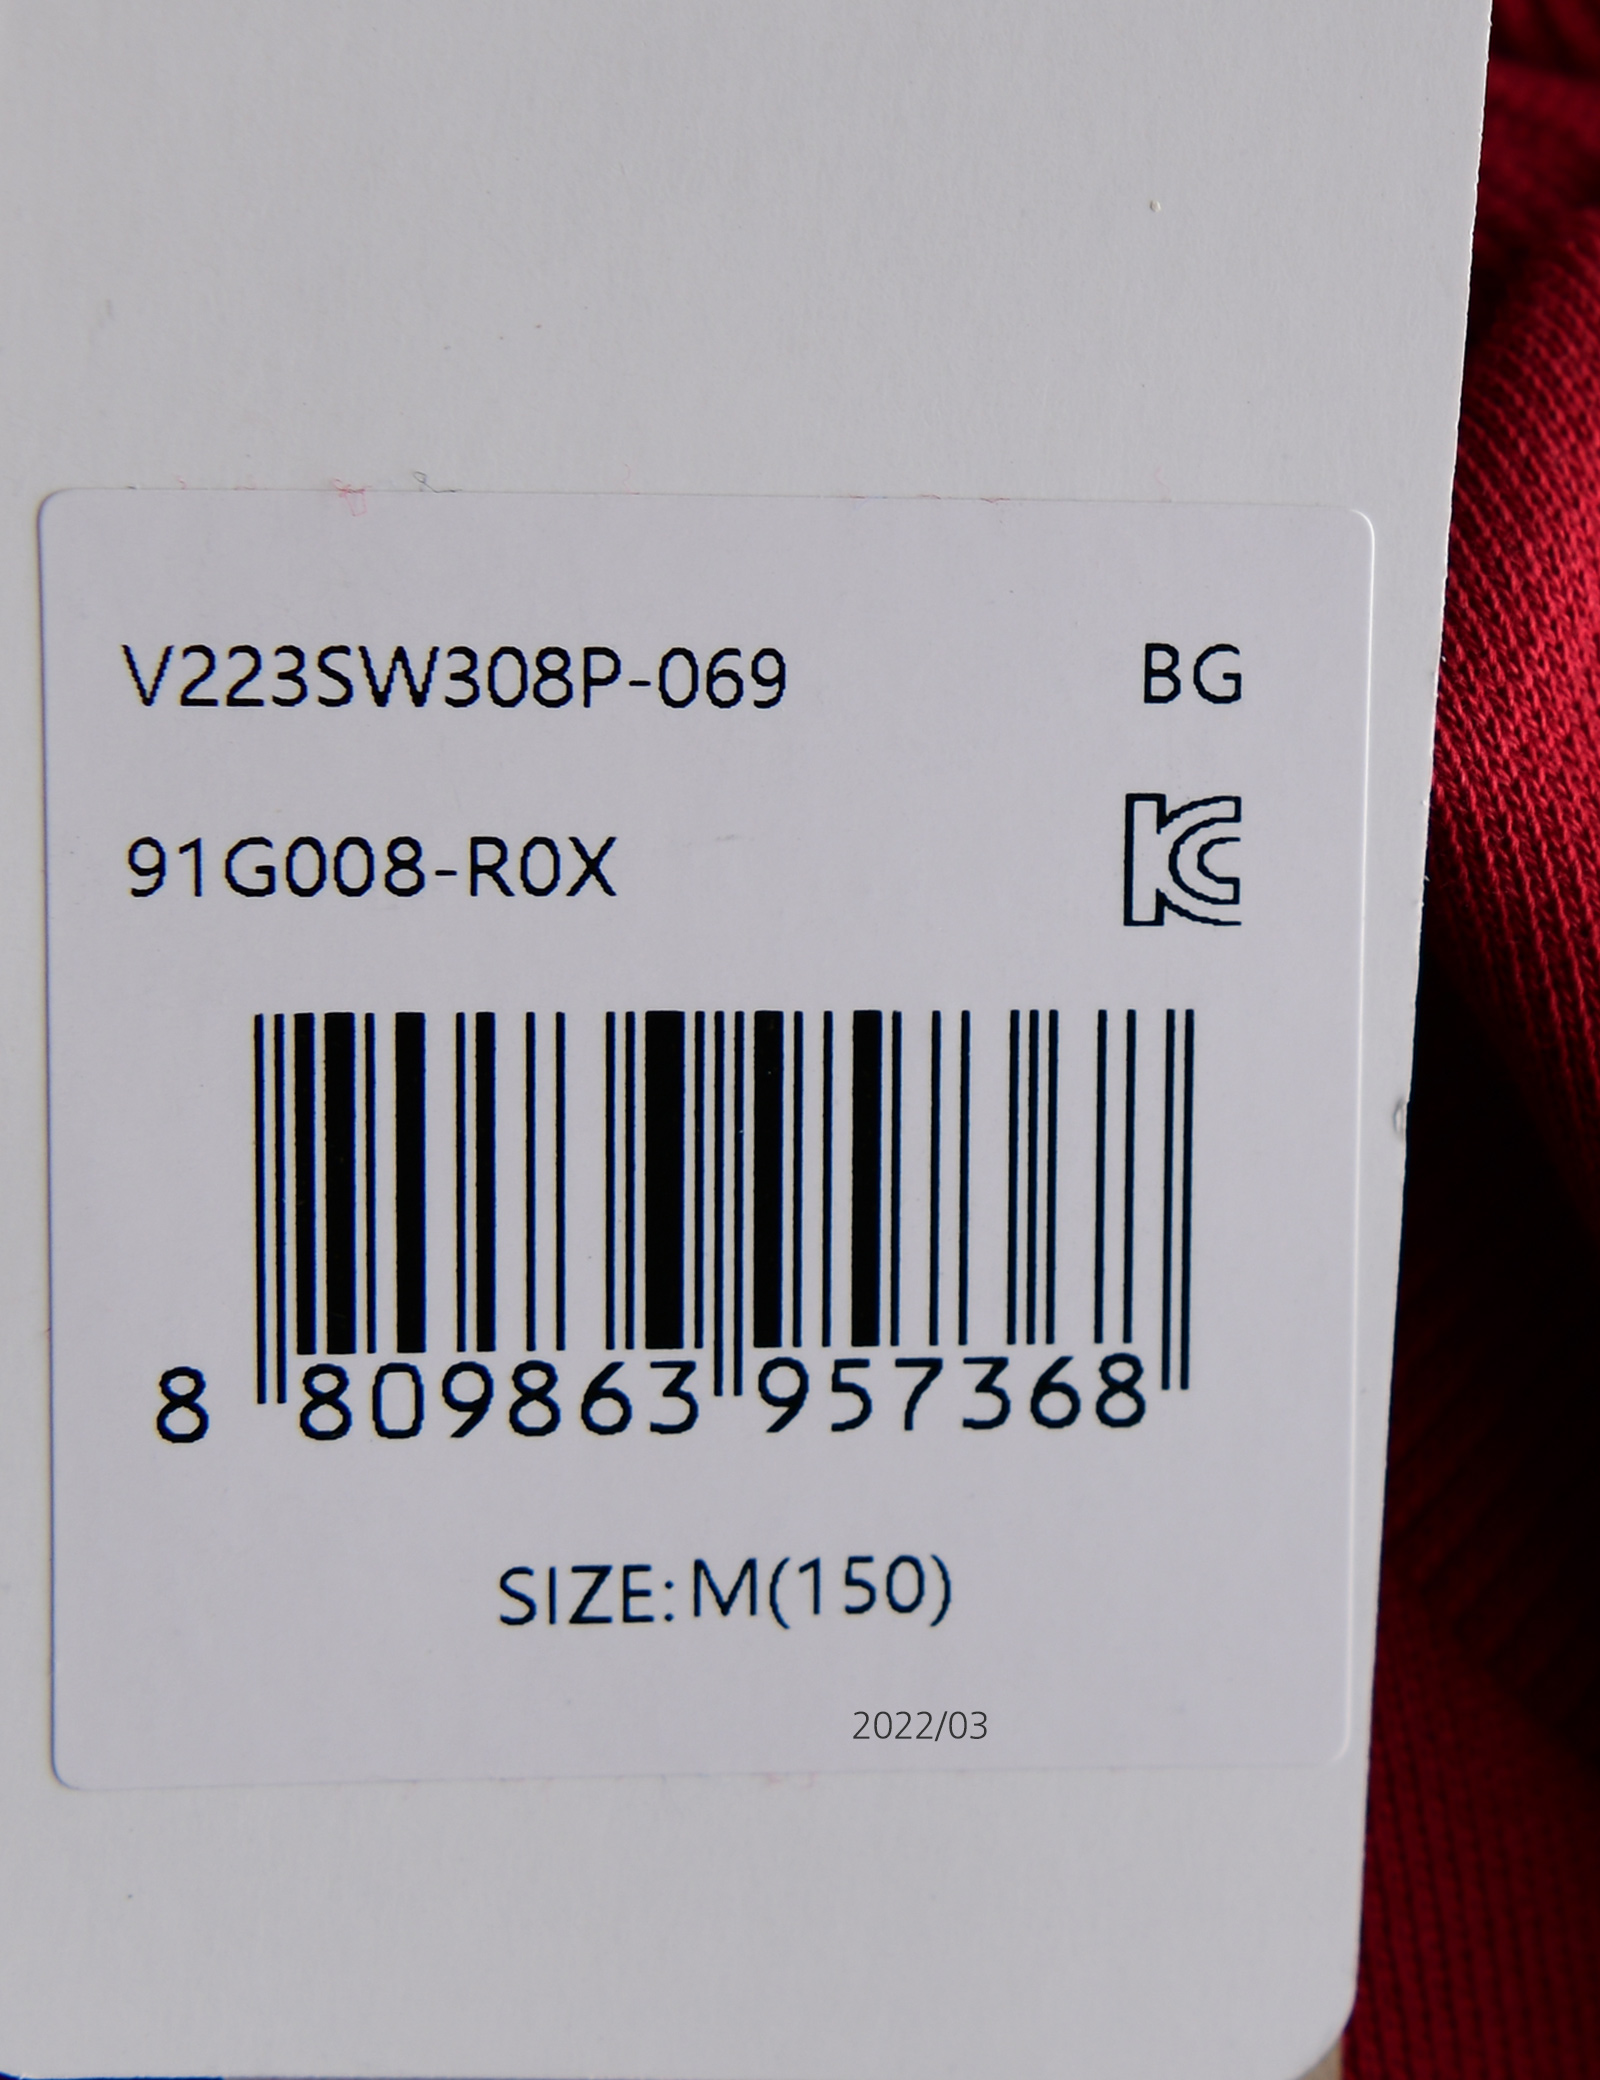 V223SW308P-069 BG
91G008-R0X
8 809863 957368
SIZE:M(150)
2022/03